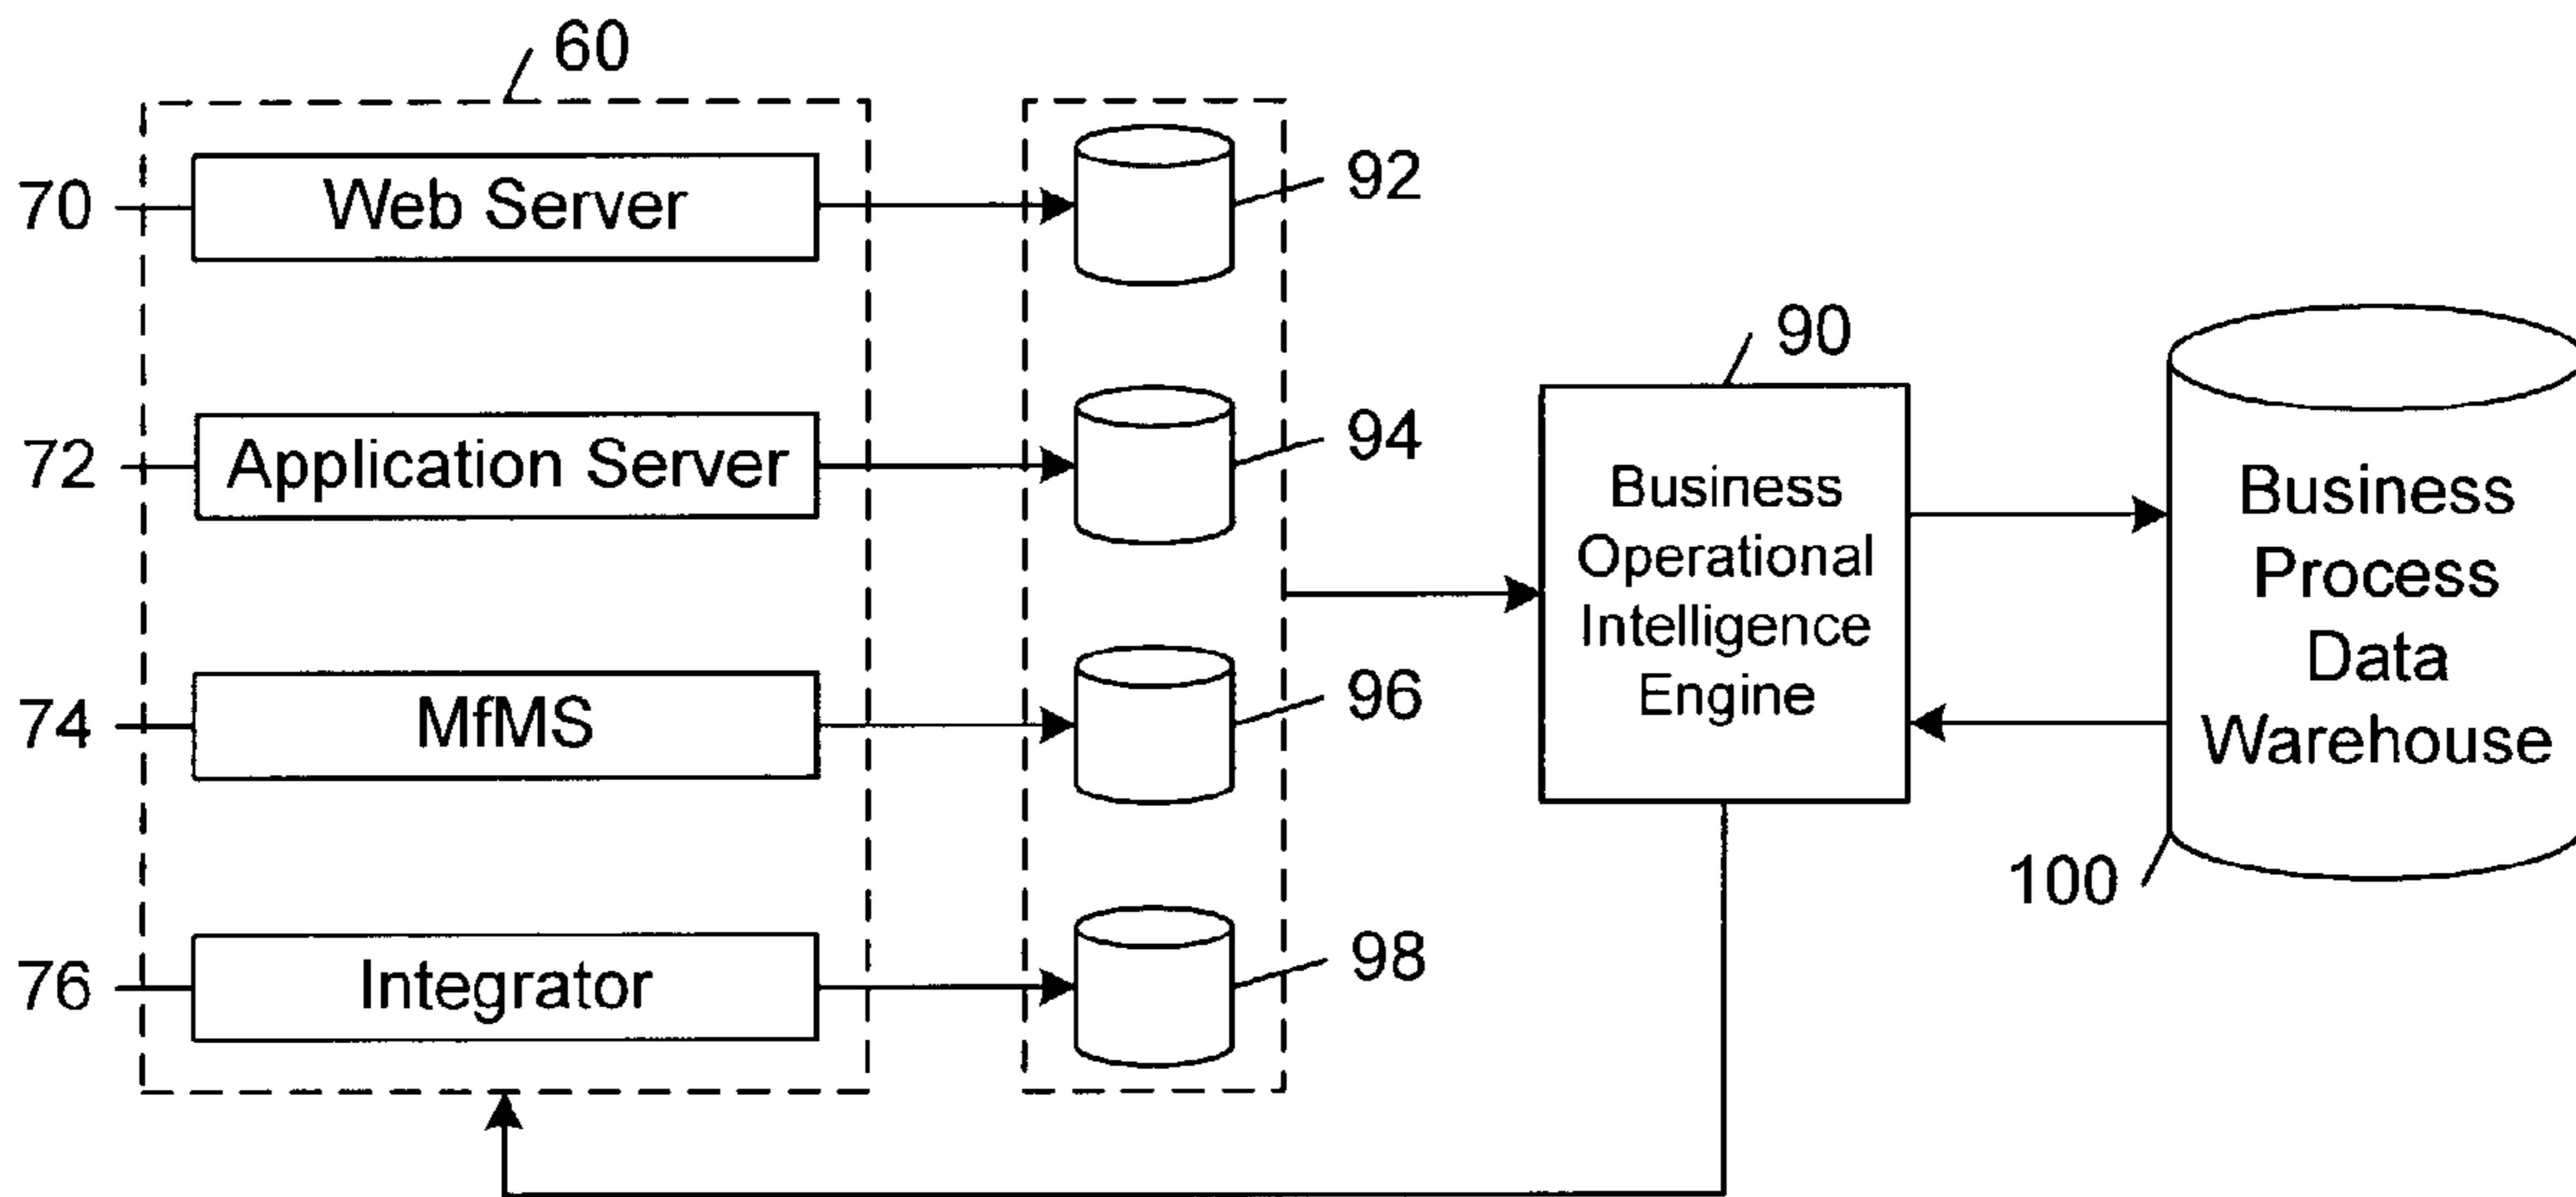 60
70
Web Server
92
72
Application Server
94
74
MfMS
96
76
Integrator
98
90
Business
Operational
Intelligence
Engine
Business
Process
Data
Warehouse
100